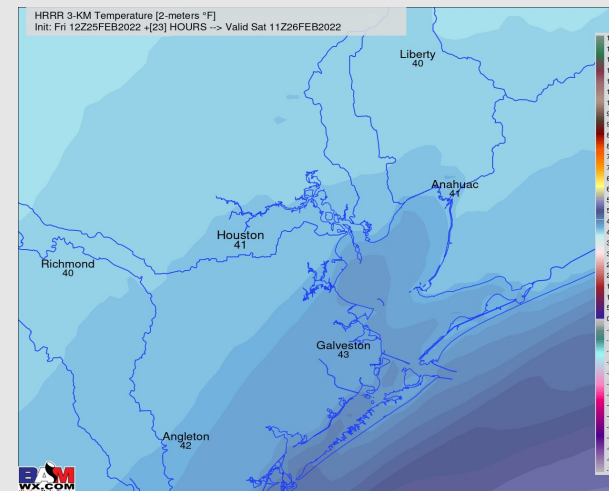 HRRR 3-KM Temperature [2-meters °F]
Init: Fri 12Z25FEB2022 +[23] HOURS --> Valid Sat 11Z26FEB2022
Liberty
40
Anahuac
41
Houston
41
Richmond
40
Galveston
43
Angleton
42
BAM
WX.COM